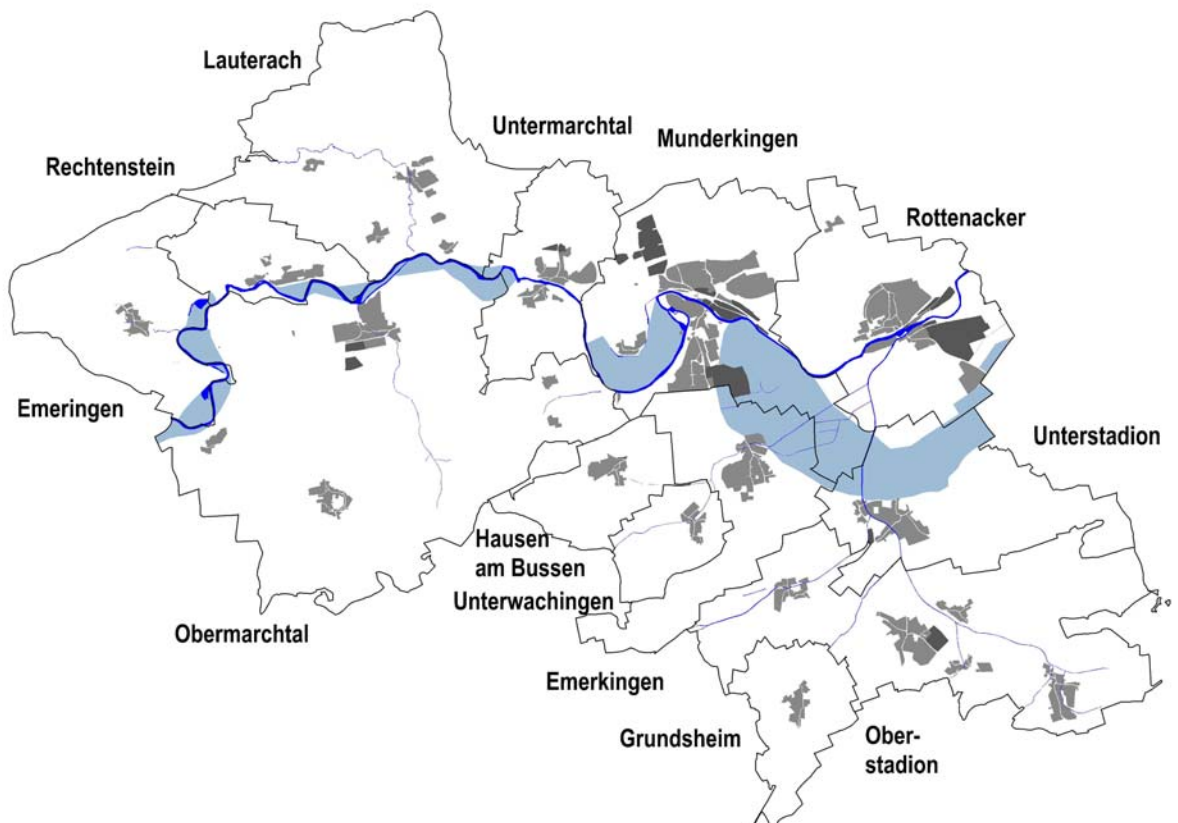 Lauterach
Untermarchtal
Munderkingen
Rechtenstein
Rottenacker
Emeringen
Unterstadion
Hausen
am Bussen
Unterwachingen
Obermarchtal
Emerkingen
Grundsheim
Ober-
stadion